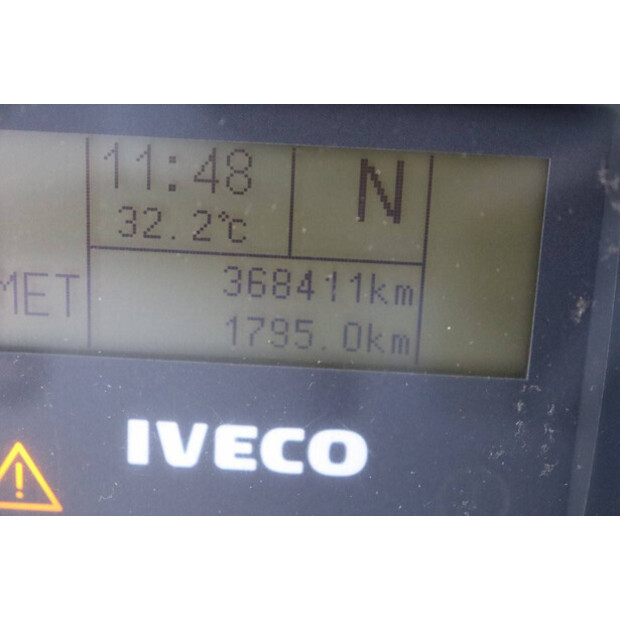 11:48
N
32.2°C
368411km
MET
1795.0km
IVECO
!